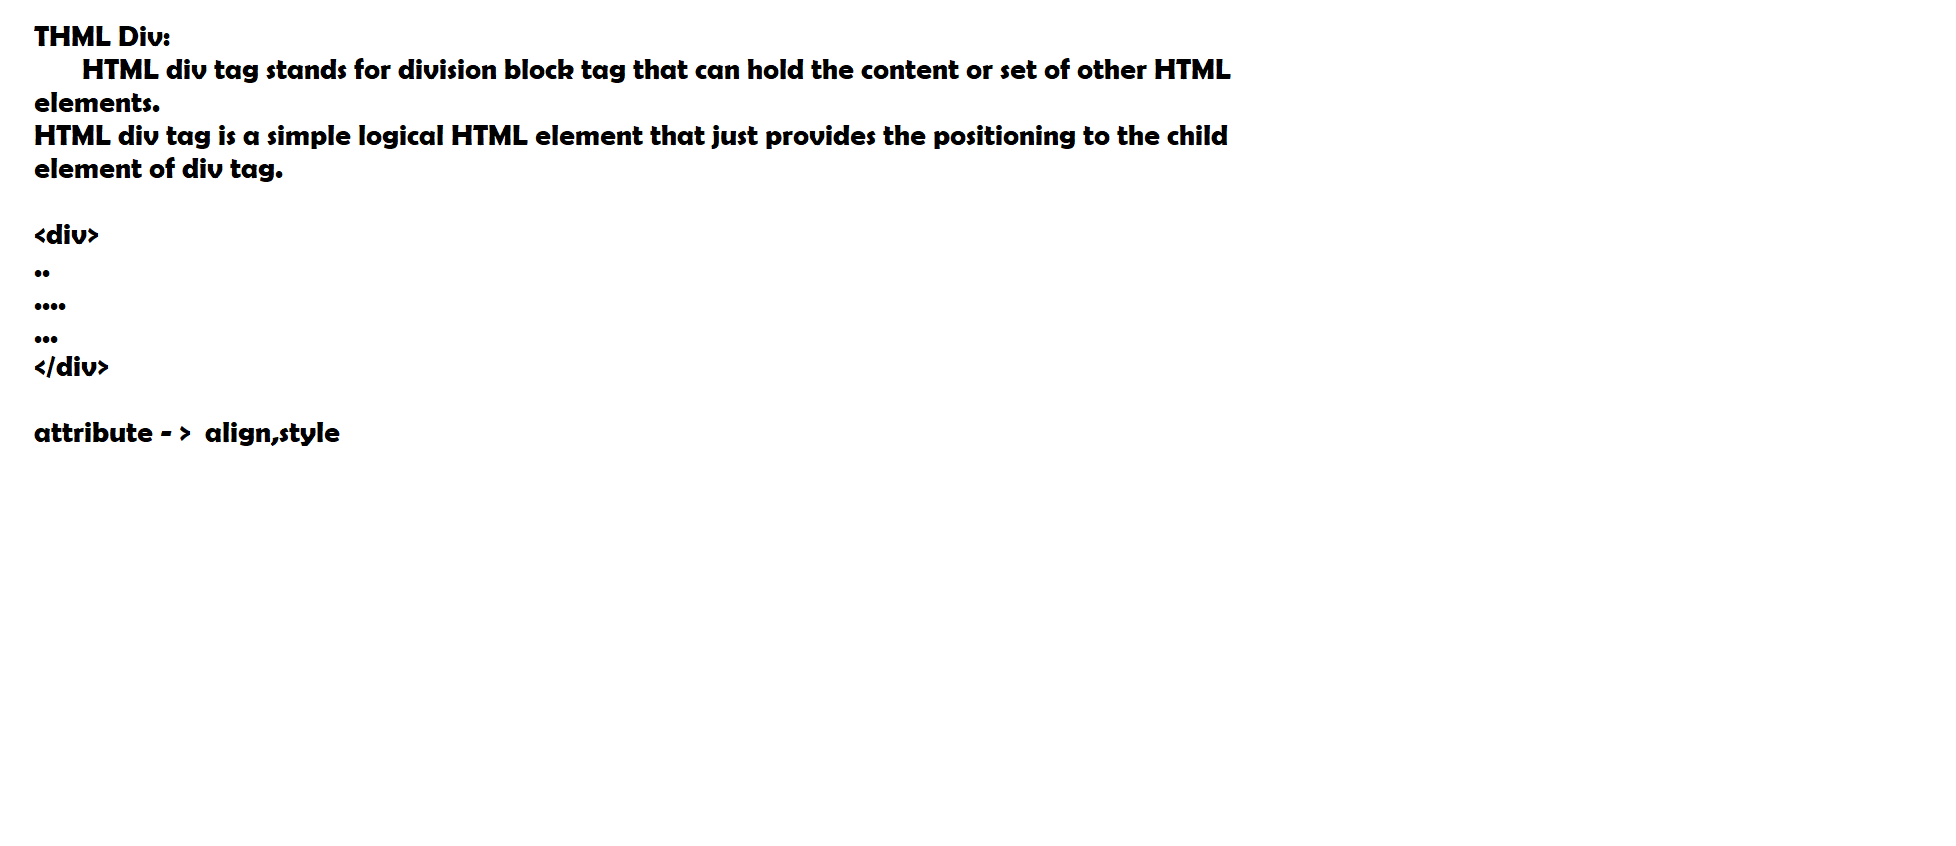 THML Div:
HTML div tag stands for division block tag that can hold the content or set of other HTML
elements.
HTML div tag is a simple logical HTML element that just provides the positioning to the child
element of div tag.
<div>
..
....
...
</div>
attribute - >  align,style